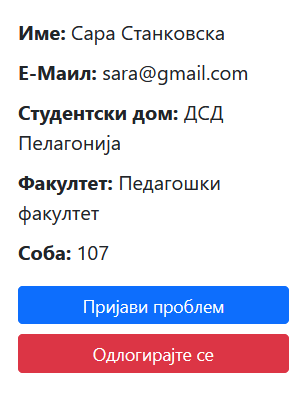 Име: Сара Станковска
Е-Маил: sara@gmail.com
Студентски дом: ДСД
Пелагонија
Факултет: Педагошки
факултет
Соба: 107
Пријави проблем
Одлогирајте се